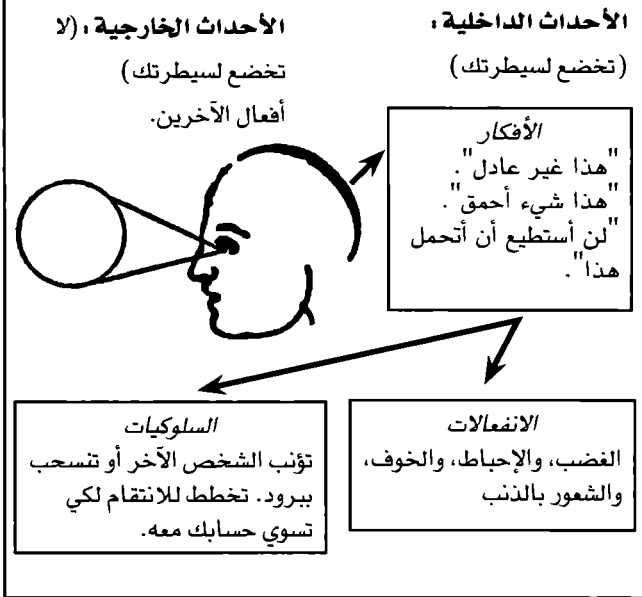 الأحداث الداخلية :
(تخضع لسيطرتك)
الأحداث الخارجية : (لا
تخضع لسيطرتك)
أفعال الآخرين.
الأفكار
"هذا غير عادل".
"هذا شيء أحمق".
"لن أستطيع أن أتحمل
هذا".
الانفعالات
الغضب، والإحباط، والخوف،
والشعور بالذنب
السلوكيات
تؤنب الشخص الآخر أو تنسحب
ببرود. تخطط للانتقام لكي
تسوي حسابك معه.